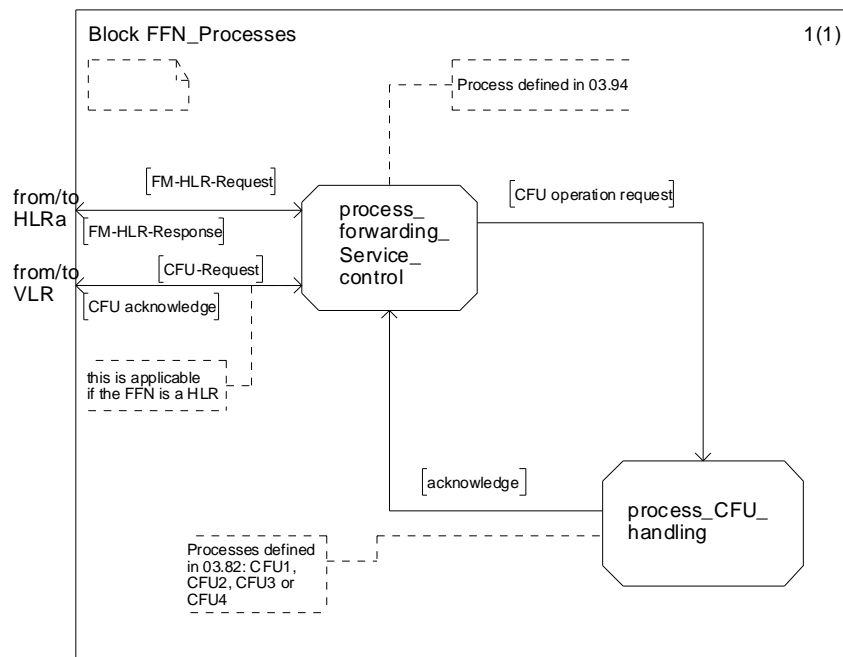 Block FFN_Processes
1(1)
Process defined in 03.94
[FM-HLR-Request]
from/to
HLRa
[FM-HLR-Response]
process_
forwarding_
Service_
control
[CFU operation request]
[CFU-Request]
from/to
VLR
[CFU acknowledge]
this is applicable
if the FFN is a HLR
[acknowledge]
process_CFU_
handling
Processes defined
in 03.82: CFU1,
CFU2, CFU3 or
CFU4